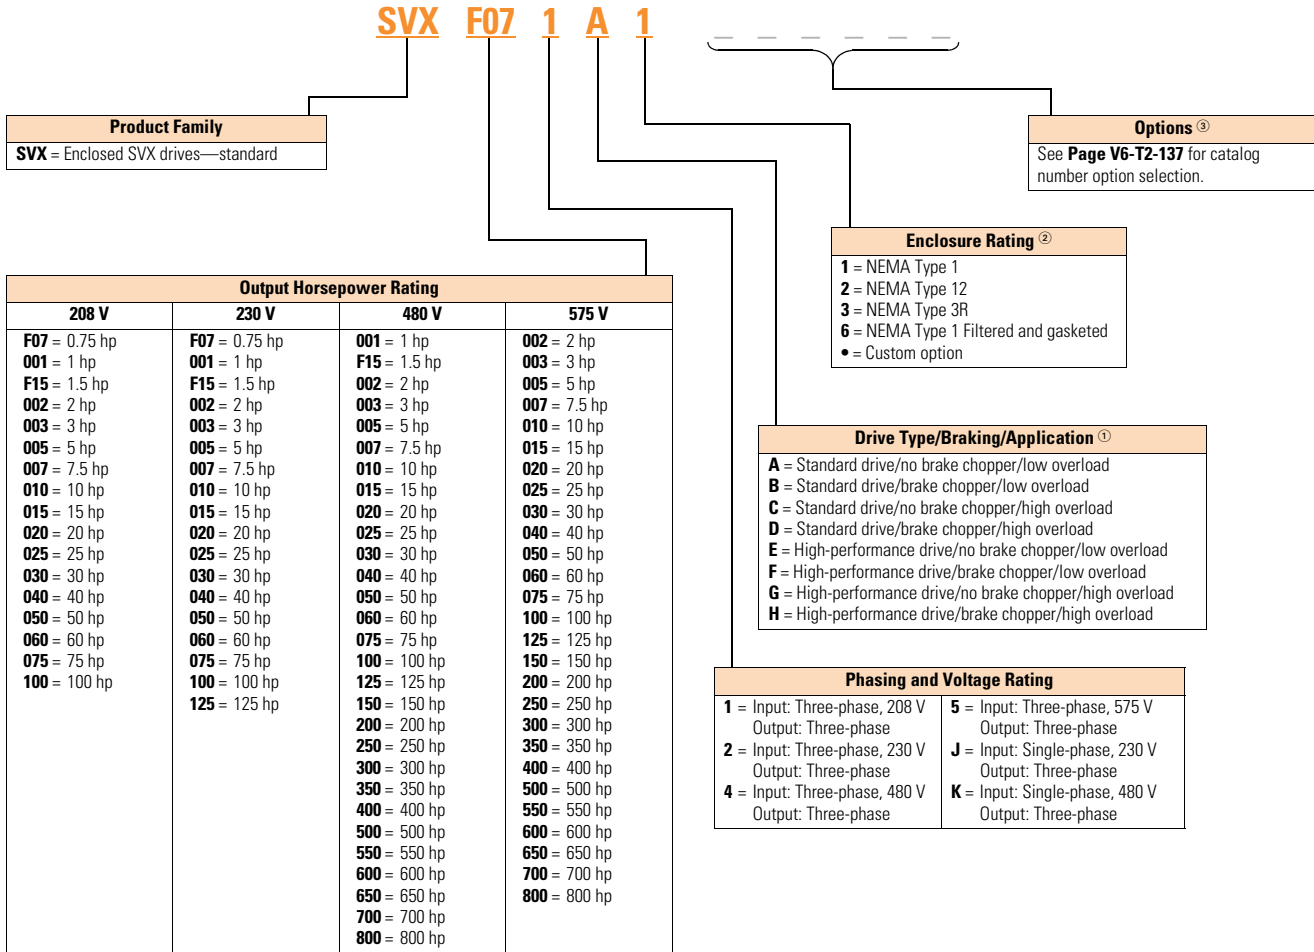 SVX F07 1 A 1 _ _ _ _ _ _
Product Family
SVX = Enclosed SVX drives—standard
Options ③
See Page V6-T2-137 for catalog
number option selection.
Enclosure Rating ②
1 = NEMA Type 1
2 = NEMA Type 12
3 = NEMA Type 3R
6 = NEMA Type 1 Filtered and gasketed
• = Custom option
Output Horsepower Rating
208 V
F07 = 0.75 hp
001 = 1 hp
F15 = 1.5 hp
002 = 2 hp
003 = 3 hp
005 = 5 hp
007 = 7.5 hp
010 = 10 hp
015 = 15 hp
020 = 20 hp
025 = 25 hp
030 = 30 hp
040 = 40 hp
050 = 50 hp
060 = 60 hp
075 = 75 hp
100 = 100 hp
230 V
F07 = 0.75 hp
001 = 1 hp
F15 = 1.5 hp
002 = 2 hp
003 = 3 hp
005 = 5 hp
007 = 7.5 hp
010 = 10 hp
015 = 15 hp
020 = 20 hp
025 = 25 hp
030 = 30 hp
040 = 40 hp
050 = 50 hp
060 = 60 hp
075 = 75 hp
100 = 100 hp
125 = 125 hp
480 V
001 = 1 hp
F15 = 1.5 hp
002 = 2 hp
003 = 3 hp
005 = 5 hp
007 = 7.5 hp
010 = 10 hp
015 = 15 hp
020 = 20 hp
025 = 25 hp
030 = 30 hp
040 = 40 hp
050 = 50 hp
060 = 60 hp
075 = 75 hp
100 = 100 hp
125 = 125 hp
150 = 150 hp
200 = 200 hp
250 = 250 hp
300 = 300 hp
350 = 350 hp
400 = 400 hp
500 = 500 hp
550 = 550 hp
600 = 600 hp
650 = 650 hp
700 = 700 hp
800 = 800 hp
575 V
002 = 2 hp
003 = 3 hp
005 = 5 hp
007 = 7.5 hp
010 = 10 hp
015 = 15 hp
020 = 20 hp
025 = 25 hp
030 = 30 hp
040 = 40 hp
050 = 50 hp
060 = 60 hp
075 = 75 hp
100 = 100 hp
125 = 125 hp
150 = 150 hp
200 = 200 hp
250 = 250 hp
300 = 300 hp
350 = 350 hp
400 = 400 hp
500 = 500 hp
550 = 550 hp
600 = 600 hp
650 = 650 hp
700 = 700 hp
800 = 800 hp
Drive Type/Braking/Application ①
A = Standard drive/no brake chopper/low overload
B = Standard drive/brake chopper/low overload
C = Standard drive/no brake chopper/high overload
D = Standard drive/brake chopper/high overload
E = High-performance drive/no brake chopper/low overload
F = High-performance drive/brake chopper/low overload
G = High-performance drive/no brake chopper/high overload
H = High-performance drive/brake chopper/high overload
Phasing and Voltage Rating
1 = Input: Three-phase, 208 V
Output: Three-phase
2 = Input: Three-phase, 230 V
Output: Three-phase
4 = Input: Three-phase, 480 V
Output: Three-phase
5 = Input: Three-phase, 575 V
Output: Three-phase
J = Input: Single-phase, 230 V
Output: Three-phase
K = Input: Single-phase, 480 V
Output: Three-phase